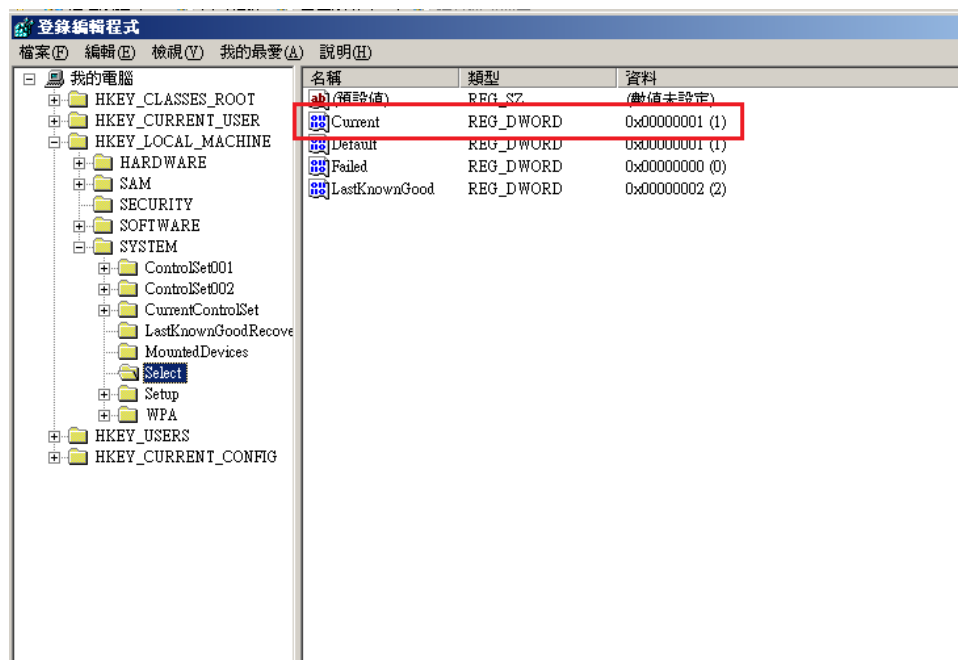 登錄編輯程式
檔案(F) 編輯(E) 檢視(V) 我的最愛(A) 說明(H)
我的電腦
HKEY_CLASSES_ROOT
HKEY_CURRENT_USER
HKEY_LOCAL_MACHINE
HARDWARE
SAM
SECURITY
SOFTWARE
SYSTEM
ControlSet001
ControlSet002
CurrentControlSet
LastKnownGoodRecove
MountedDevices
Select
Setup
WPA
HKEY_USERS
HKEY_CURRENT_CONFIG
名稱 類型 資料
(預設值) REG_SZ (數值未設定)
Current REG_DWORD 0x00000001 (1)
Default REG_DWORD 0x00000001 (1)
Failed REG_DWORD 0x00000000 (0)
LastKnownGood REG_DWORD 0x00000002 (2)